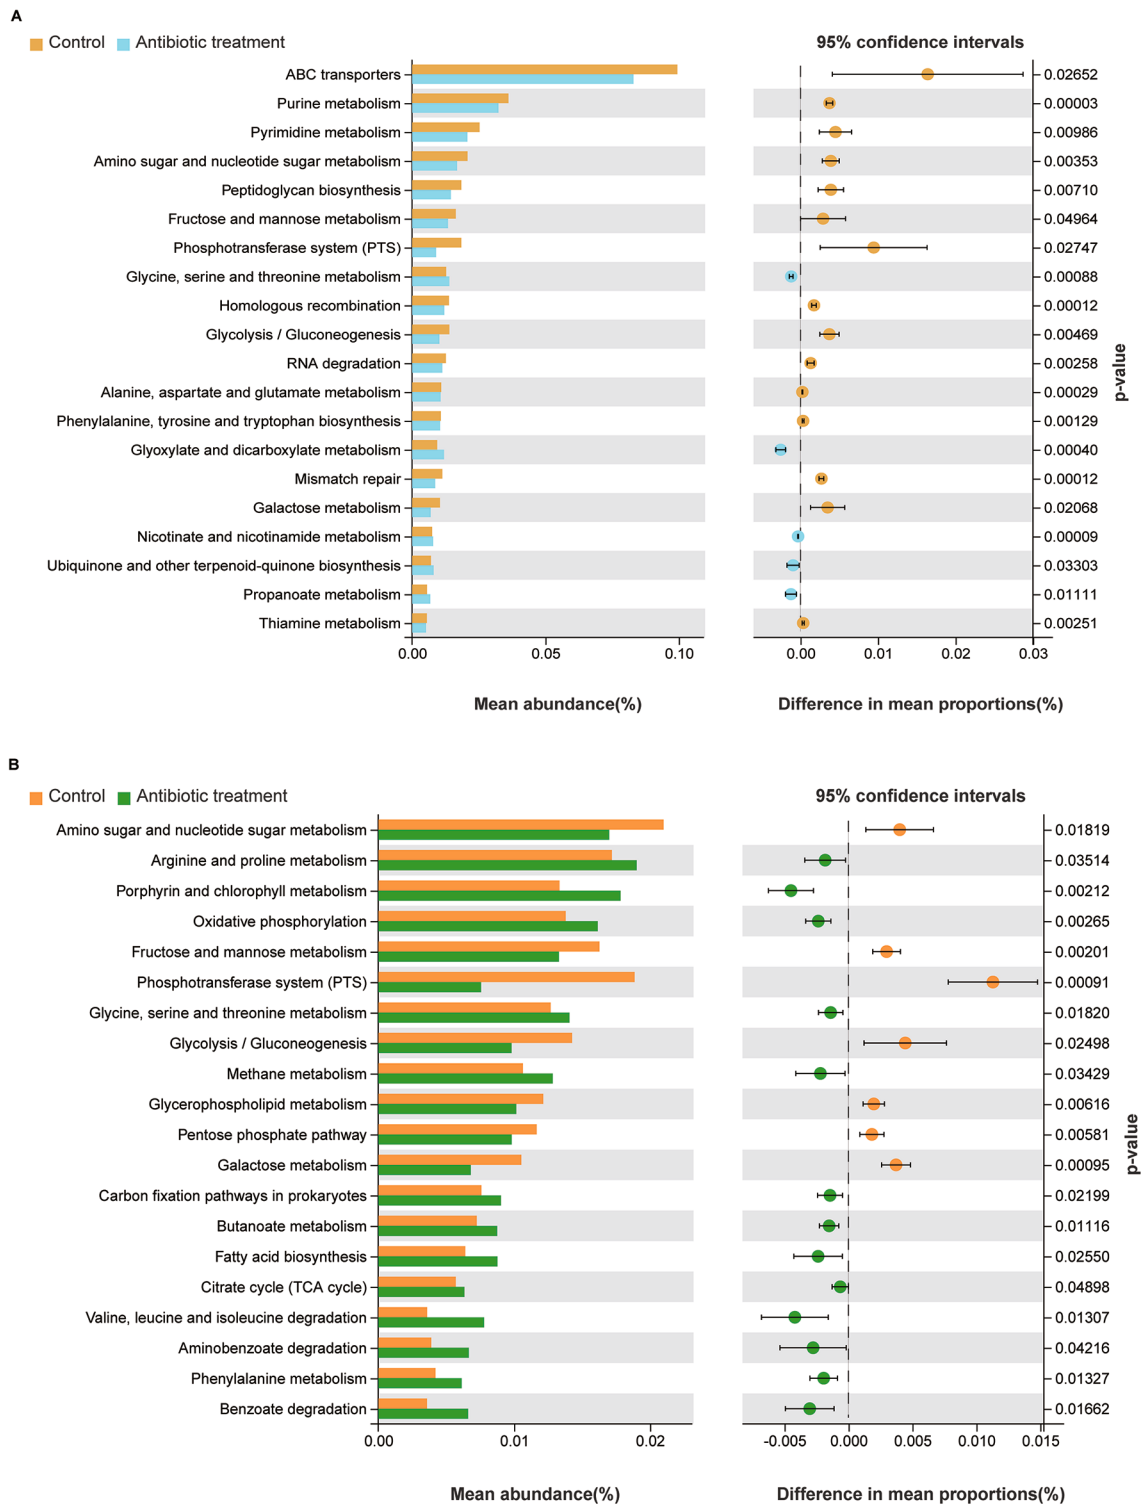 A
Control Antibiotic treatment 95% confidence intervals
ABC transporters 0.02652
Purine metabolism 0.00003
Pyrimidine metabolism 0.00986
Amino sugar and nucleotide sugar metabolism 0.00353
Peptidoglycan biosynthesis 0.00710
Fructose and mannose metabolism 0.04964
Phosphotransferase system (PTS) 0.02747
Glycine, serine and threonine metabolism 0.00088
Homologous recombination 0.00012
Glycolysis / Gluconeogenesis 0.00469
RNA degradation 0.00258
p-value
Alanine, aspartate and glutamate metabolism 0.00029
Phenylalanine, tyrosine and tryptophan biosynthesis 0.00129
Glyoxylate and dicarboxylate metabolism 0.00040
Mismatch repair 0.00012
Galactose metabolism 0.02068
Nicotinate and nicotinamide metabolism 0.00009
Ubiquinone and other terpenoid-quinone biosynthesis 0.03303
Propanoate metabolism 0.01111
Thiamine metabolism 0.00251
0.00 0.05 0.10 0.00 0.01 0.02 0.03
Mean abundance(%) Difference in mean proportions(%)
B
Control Antibiotic treatment 95% confidence intervals
Amino sugar and nucleotide sugar metabolism 0.01819
Arginine and proline metabolism 0.03514
Porphyrin and chlorophyll metabolism 0.00212
Oxidative phosphorylation 0.00265
Fructose and mannose metabolism 0.00201
Phosphotransferase system (PTS) 0.00091
Glycine, serine and threonine metabolism 0.01820
Glycolysis / Gluconeogenesis 0.02498
Methane metabolism 0.03429
Glycerophospholipid metabolism 0.00616
Pentose phosphate pathway 0.00581
p-value
Galactose metabolism 0.00095
Carbon fixation pathways in prokaryotes 0.02199
Butanoate metabolism 0.01116
Fatty acid biosynthesis 0.02550
Citrate cycle (TCA cycle) 0.04898
Valine, leucine and isoleucine degradation 0.01307
Aminobenzoate degradation 0.04216
Phenylalanine metabolism 0.01327
Benzoate degradation 0.01662
0.00 0.01 0.02 -0.005 0.000 0.005 0.010 0.015
Mean abundance(%) Difference in mean proportions(%)